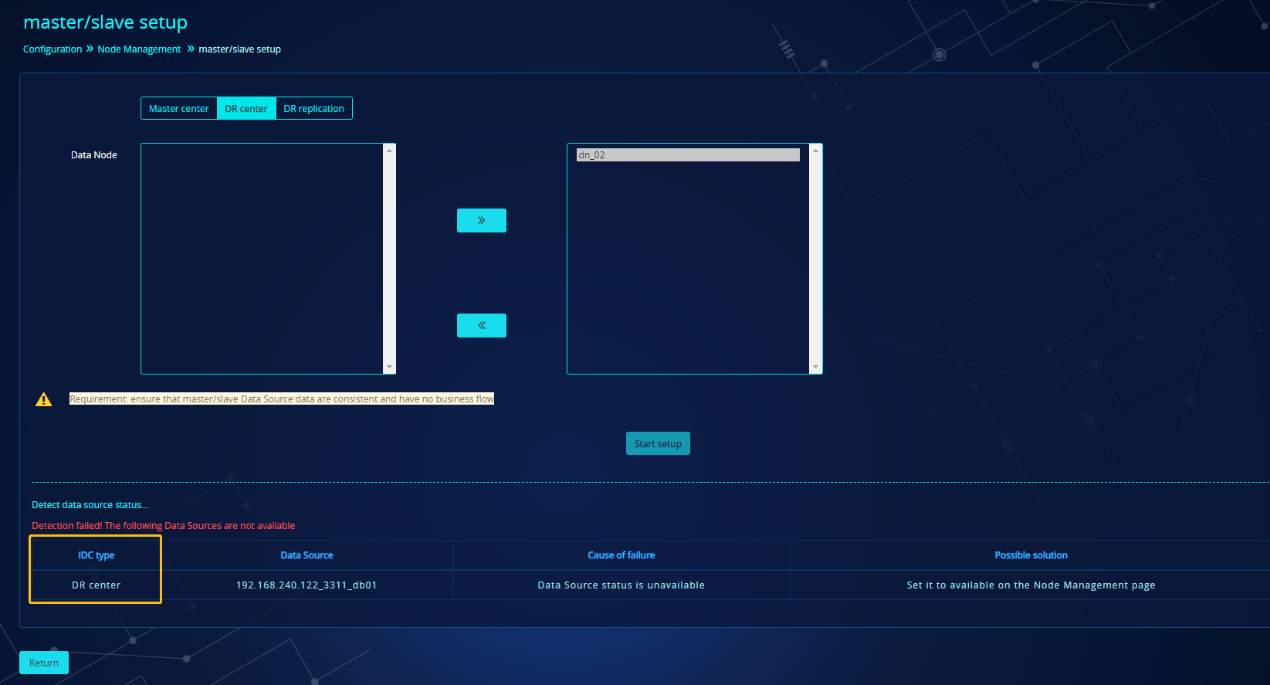 master/slave setup
Configuration » Node Management » master/slave setup
Master center DR center DR replication
Data Node
dn_02
»
«
Requirement: ensure that master/slave Data Source data are consistent and have no business flow
Start setup
Detect data source status...
Detection failed! The following Data Sources are not available
IDC type Data Source Cause of failure Possible solution
DR center 192.168.240.122_3311_db01 Data Source status is unavailable Set it to available on the Node Management page
Return